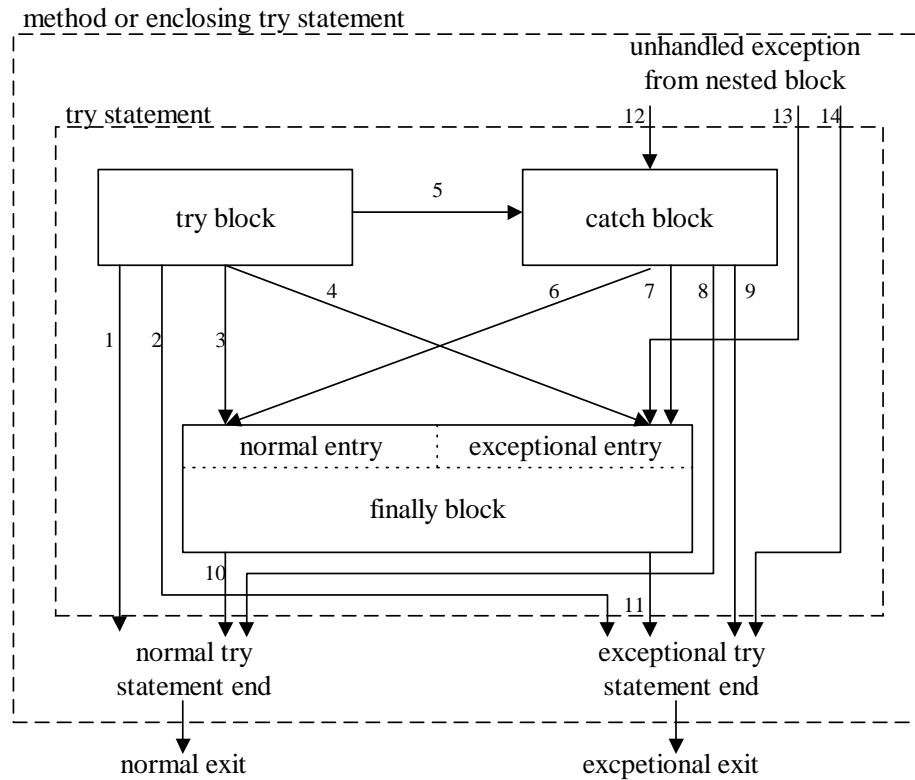 method or enclosing try statement
unhandled exception
from nested block
try statement
12
13
14
5
try block
catch block
1
2
3
4
6
7
8
9
normal entry
exceptional entry
finally block
10
11
normal try
statement end
exceptional try
statement end
normal exit
excpetional exit